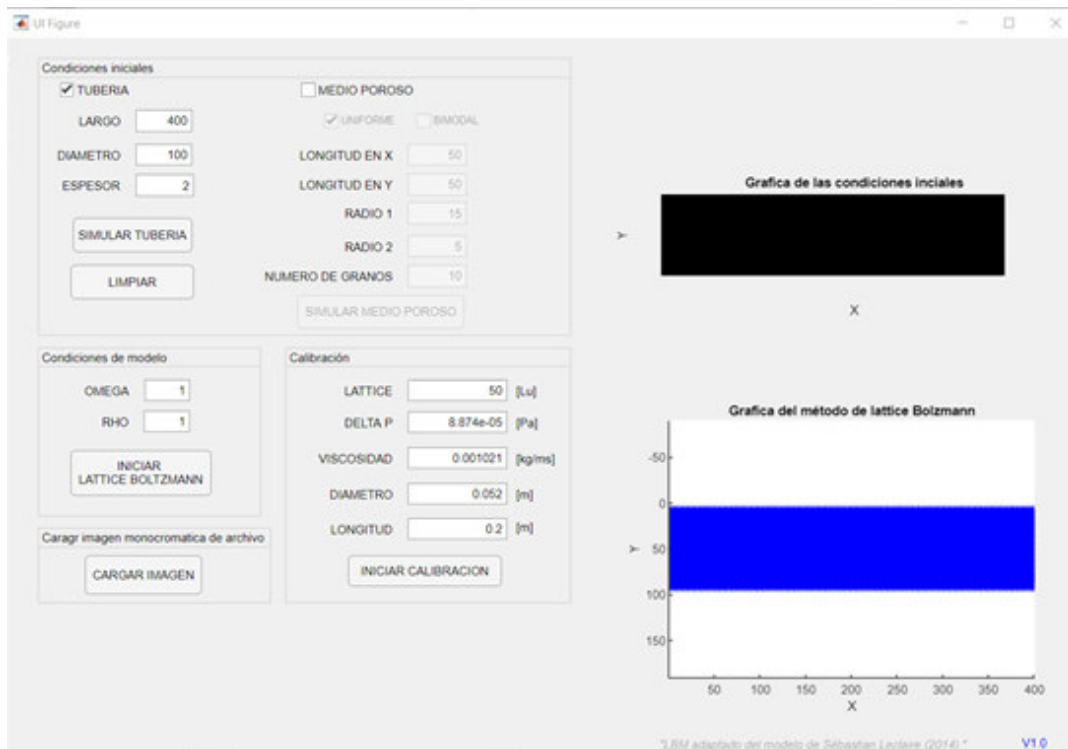 UI Figure
Condiciones iniciales
TUBERIA
MEDIO POROSO
LARGO 400
UNIFORME BIMODAL
DIAMETRO 100
LONGITUD EN X 50
ESPESOR 2
LONGITUD EN Y 50
RADIO 1 15
SIMULAR TUBERIA
RADIO 2 5
LIMPIAR
NUMERO DE GRANOS 10
SIMULAR MEDIO POROSO
Condiciones de modelo
OMEGA 1
RHO 1
INICIAR
LATTICE BOLTZMANN
Caragr imagen monocromatica de archivo
CARGAR IMAGEN
Calibración
LATTICE 50 [Lu]
DELTA P 8.874e-05 [Pa]
VISCOSIDAD 0.001021 [kg/ms]
DIAMETRO 0.052 [m]
LONGITUD 0.2 [m]
INICIAR CALIBRACION
Grafica de las condiciones inciales
Y
X
Grafica del método de lattice Bolzmann
-50
0
Y 50
100
150
50 100 150 200 250 300 350 400
X
"LBM adaptado del modelo de Sébastian Leclaire (2014)."
V1.0